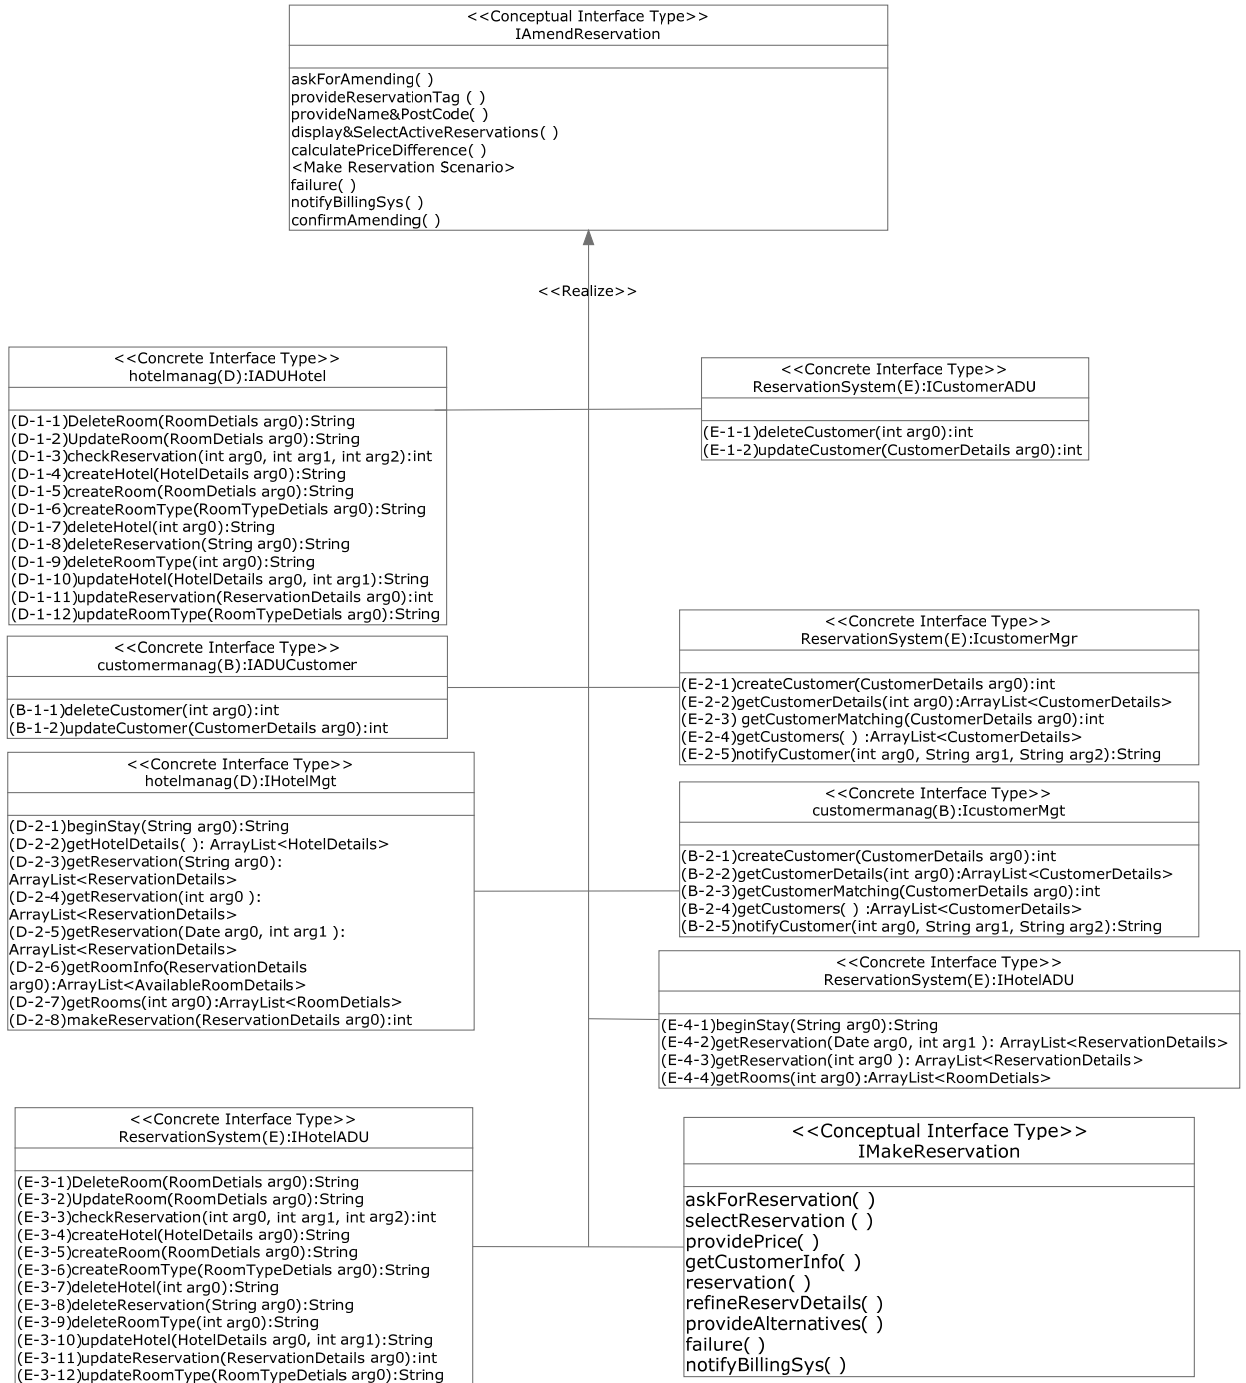 <<Conceptual Interface Type>>
IAmendReservation
askForAmending( )
provideReservationTag ( )
provideName&PostCode( )
display&SelectActiveReservations( )
calculatePriceDifference( )
<Make Reservation Scenario>
failure( )
notifyBillingSys( )
confirmAmending( )
<<Realize>>
<<Concrete Interface Type>>
hotelmanag(D):IADUHotel
(D-1-1)DeleteRoom(RoomDetials arg0):String
(D-1-2)UpdateRoom(RoomDetials arg0):String
(D-1-3)checkReservation(int arg0, int arg1, int arg2):int
(D-1-4)createHotel(HotelDetails arg0):String
(D-1-5)createRoom(RoomDetials arg0):String
(D-1-6)createRoomType(RoomTypeDetials arg0):String
(D-1-7)deleteHotel(int arg0):String
(D-1-8)deleteReservation(String arg0):String
(D-1-9)deleteRoomType(int arg0):String
(D-1-10)updateHotel(HotelDetails arg0, int arg1):String
(D-1-11)updateReservation(ReservationDetails arg0):int
(D-1-12)updateRoomType(RoomTypeDetials arg0):String
<<Concrete Interface Type>>
ReservationSystem(E):ICustomerADU
(E-1-1)deleteCustomer(int arg0):int
(E-1-2)updateCustomer(CustomerDetails arg0):int
<<Concrete Interface Type>>
customermanag(B):IADUCustomer
(B-1-1)deleteCustomer(int arg0):int
(B-1-2)updateCustomer(CustomerDetails arg0):int
<<Concrete Interface Type>>
ReservationSystem(E):IcustomerMgr
(E-2-1)createCustomer(CustomerDetails arg0):int
(E-2-2)getCustomerDetails(int arg0):ArrayList<CustomerDetails>
(E-2-3) getCustomerMatching(CustomerDetails arg0):int
(E-2-4)getCustomers( ) :ArrayList<CustomerDetails>
(E-2-5)notifyCustomer(int arg0, String arg1, String arg2):String
<<Concrete Interface Type>>
hotelmanag(D):IHotelMgt
(D-2-1)beginStay(String arg0):String
(D-2-2)getHotelDetails( ): ArrayList<HotelDetails>
(D-2-3)getReservation(String arg0):
ArrayList<ReservationDetails>
(D-2-4)getReservation(int arg0 ):
ArrayList<ReservationDetails>
(D-2-5)getReservation(Date arg0, int arg1 ):
ArrayList<ReservationDetails>
(D-2-6)getRoomInfo(ReservationDetails
arg0):ArrayList<AvailableRoomDetails>
(D-2-7)getRooms(int arg0):ArrayList<RoomDetials>
(D-2-8)makeReservation(ReservationDetails arg0):int
<<Concrete Interface Type>>
customermanag(B):IcustomerMgt
(B-2-1)createCustomer(CustomerDetails arg0):int
(B-2-2)getCustomerDetails(int arg0):ArrayList<CustomerDetails>
(B-2-3)getCustomerMatching(CustomerDetails arg0):int
(B-2-4)getCustomers( ) :ArrayList<CustomerDetails>
(B-2-5)notifyCustomer(int arg0, String arg1, String arg2):String
<<Concrete Interface Type>>
ReservationSystem(E):IHotelADU
(E-4-1)beginStay(String arg0):String
(E-4-2)getReservation(Date arg0, int arg1 ): ArrayList<ReservationDetails>
(E-4-3)getReservation(int arg0 ): ArrayList<ReservationDetails>
(E-4-4)getRooms(int arg0):ArrayList<RoomDetials>
<<Concrete Interface Type>>
ReservationSystem(E):IHotelADU
(E-3-1)DeleteRoom(RoomDetials arg0):String
(E-3-2)UpdateRoom(RoomDetials arg0):String
(E-3-3)checkReservation(int arg0, int arg1, int arg2):int
(E-3-4)createHotel(HotelDetails arg0):String
(E-3-5)createRoom(RoomDetials arg0):String
(E-3-6)createRoomType(RoomTypeDetials arg0):String
(E-3-7)deleteHotel(int arg0):String
(E-3-8)deleteReservation(String arg0):String
(E-3-9)deleteRoomType(int arg0):String
(E-3-10)updateHotel(HotelDetails arg0, int arg1):String
(E-3-11)updateReservation(ReservationDetails arg0):int
(E-3-12)updateRoomType(RoomTypeDetials arg0):String
<<Conceptual Interface Type>>
IMakeReservation
askForReservation( )
selectReservation ( )
providePrice( )
getCustomerInfo( )
reservation( )
refineReservDetails( )
provideAlternatives( )
failure( )
notifyBillingSys( )